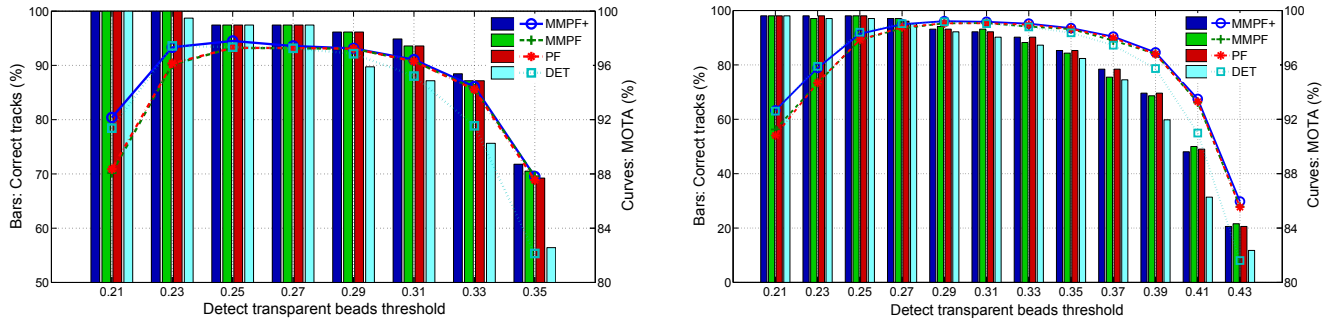 Bars: Correct tracks (%)
100
90
80
70
60
50
0.21 0.23 0.25 0.27 0.29 0.31 0.33 0.35
Detect transparent beads threshold
100
96
92
88
84
80
Curves: MOTA (%)
MMPF+
MMPF
PF
DET
Bars: Correct tracks (%)
100
80
60
40
20
0
0.21 0.23 0.25 0.27 0.29 0.31 0.33 0.35 0.37 0.39 0.41 0.43
Detect transparent beads threshold
100
96
92
88
84
80
Curves: MOTA (%)
MMPF+
MMPF
PF
DET